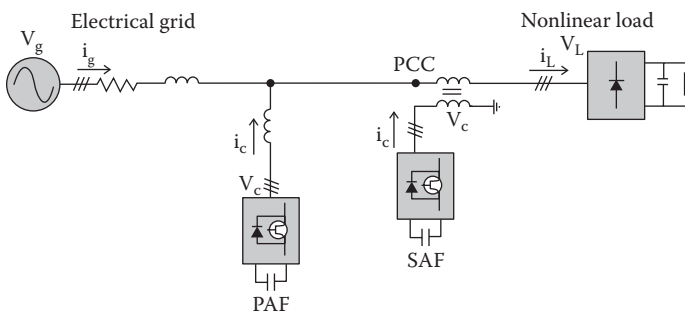 Electrical grid
Nonlinear load
V_g
i_g
PCC
i_L
V_L
V_c
i_c
i_c
V_c
SAF
PAF